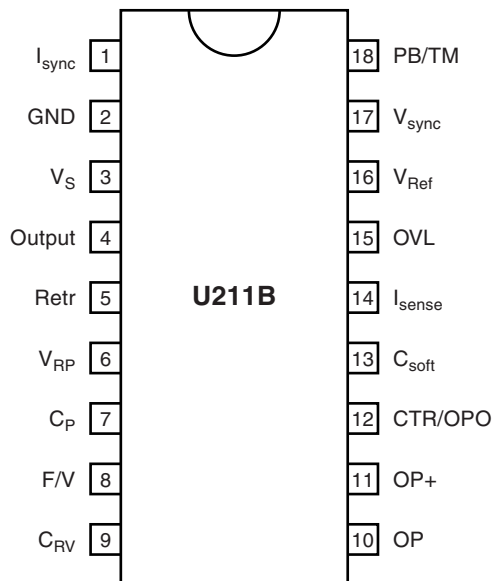 I_sync 1 18 PB/TM
GND 2 17 V_sync
V_S 3 16 V_Ref
Output 4 15 OVL
Retr 5 U211B 14 I_sense
V_RP 6 13 C_soft
C_P 7 12 CTR/OPO
F/V 8 11 OP+
C_RV 9 10 OP